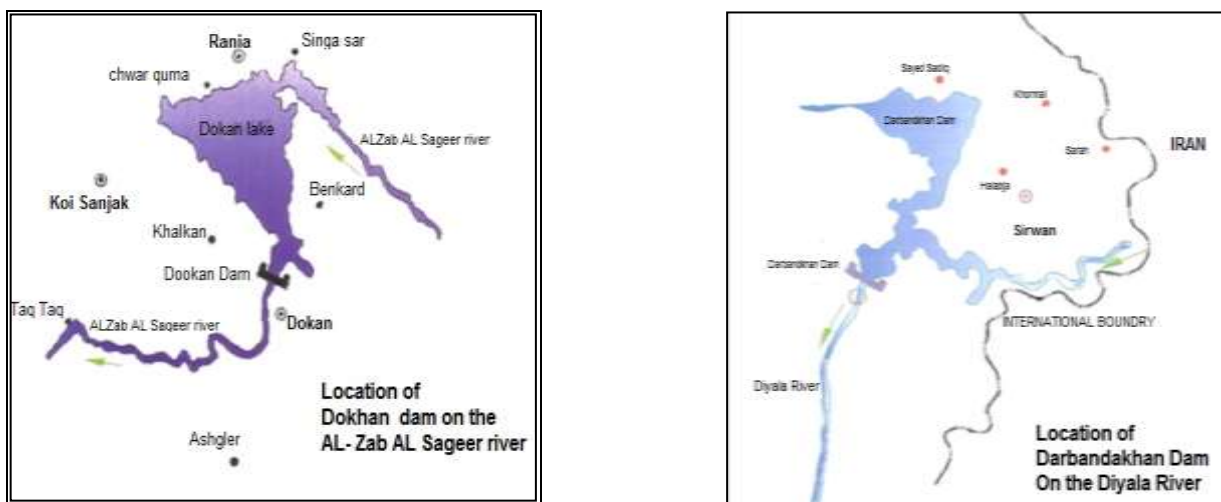 Rania
Singa sar
chwar quma
Dokan lake
ALZab AL Sageer river
Koi Sanjak
Benkard
Khalkan
Dookan Dam
Taq Taq
ALZab AL Sageer river
Dokan
Location of
Dokhan dam on the
AL- Zab AL Sageer river
Ashgler
Sayed Sadiq
Darbandikhan Dam
Khormal
IRAN
Halabja
Sirwan
Darbandikhan Dam
INTERNATIONAL BOUNDRY
Diyala River
Location of
Darbandakhan Dam
On the Diyala River